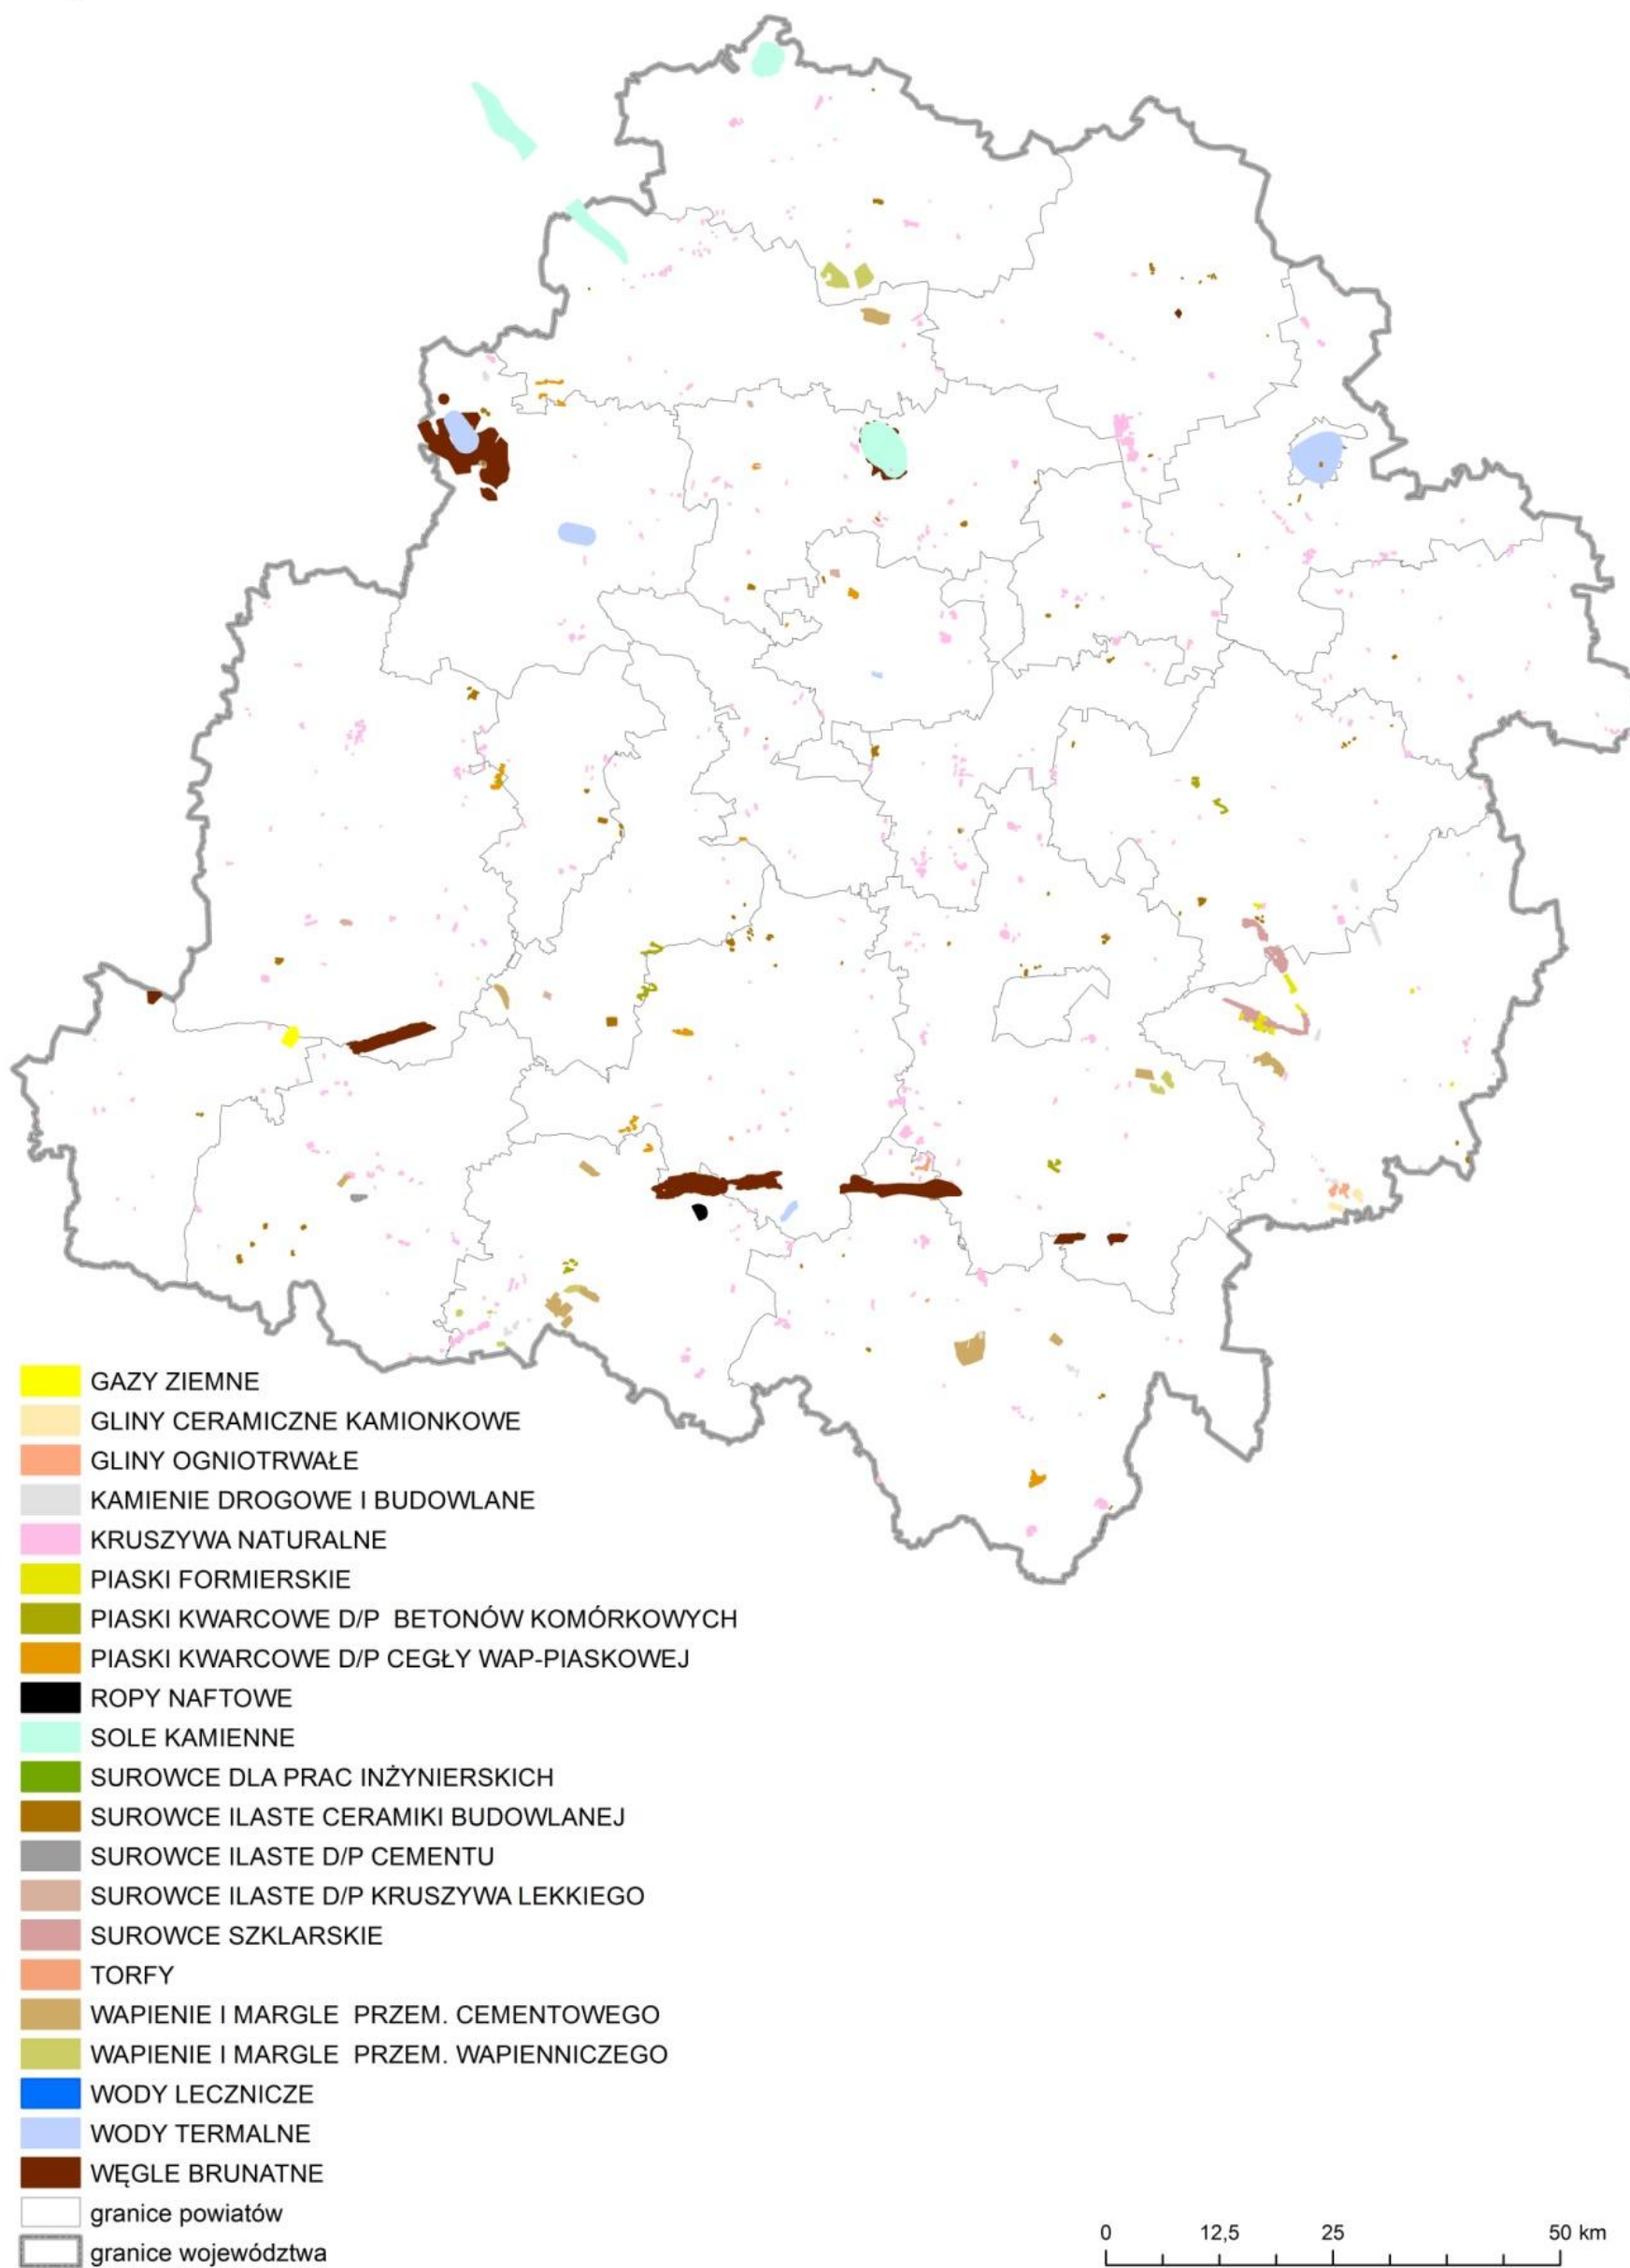 GAZY ZIEMNE
GLINY CERAMICZNE KAMIONKOWE
GLINY OGNIOTRWAŁE
KAMIENIE DROGOWE I BUDOWLANE
KRUSZYWA NATURALNE
PIASKI FORMIERSKIE
PIASKI KWARCOWE D/P BETONÓW KOMÓRKOWYCH
PIASKI KWARCOWE D/P CEGŁY WAP-PIASKOWEJ
ROPY NAFTOWE
SOLE KAMIENNE
SUROWCE DLA PRAC INŻYNIERSKICH
SUROWCE ILASTE CERAMIKI BUDOWLANEJ
SUROWCE ILASTE D/P CEMENTU
SUROWCE ILASTE D/P KRUSZYWA LEKKIEGO
SUROWCE SZKLARSKIE
TORFY
WAPIENIE I MARGLE PRZEM. CEMENTOWEGO
WAPIENIE I MARGLE PRZEM. WAPIENNICZEGO
WODY LECZNICZE
WODY TERMALNE
WĘGLE BRUNATNE
granice powiatów
granice województwa
0 12,5 25 50 km